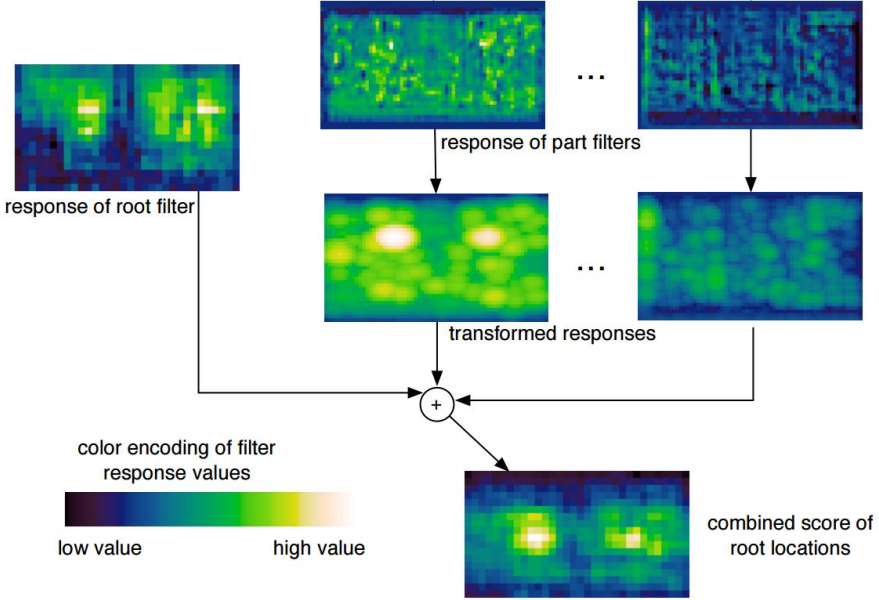 ...
response of part filters
response of root filter
...
transformed responses
+
color encoding of filter
response values
low value
high value
combined score of
root locations